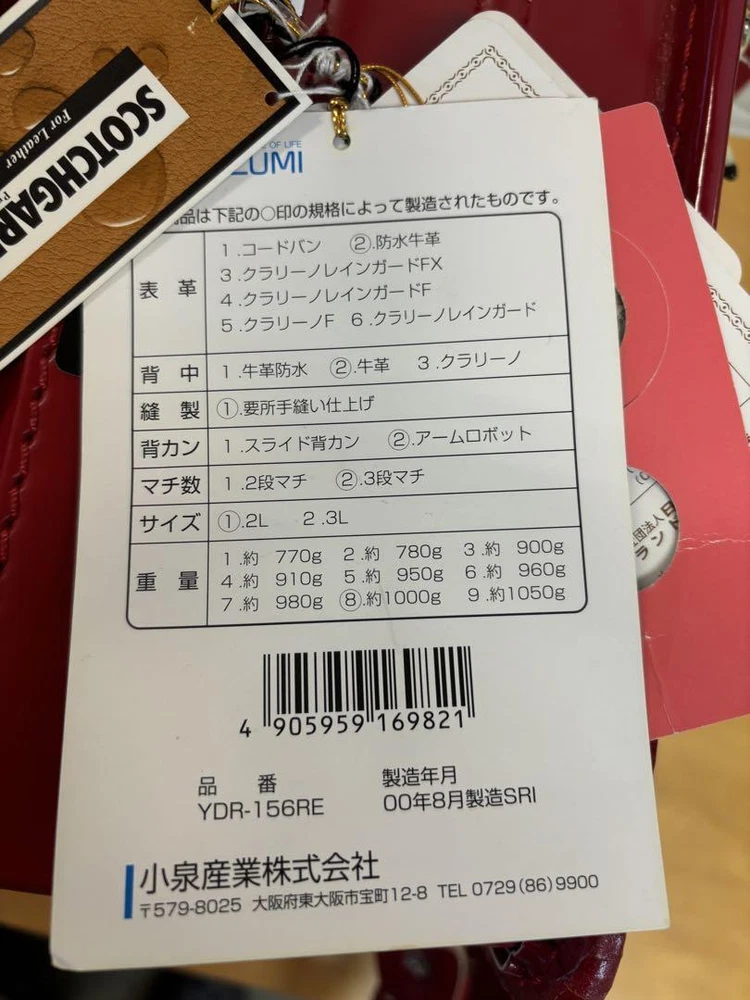 SCOTCHGAR
For Leather
OF LIFE
ZUMI
品は下記の○印の規格によって製造されたものです。
表 革
1.コードバン ②.防水牛革
3.クラリーノレインガードFX
4.クラリーノレインガードF
5.クラリーノF 6.クラリーノレインガード
背 中 1.牛革防水 ②.牛革 3.クラリーノ
縫 製 ①.要所手縫い仕上げ
背カン 1.スライド背カン ②.アームロボット
マチ数 1.2段マチ ②.3段マチ
サイズ ①.2L 2.3L
重 量
1.約 770g 2.約 780g 3.約 900g
4.約 910g 5.約 950g 6.約 960g
7.約 980g ⑧.約1000g 9.約1050g
4 905959 169821
品 番 製造年月
YDR-156RE 00年8月製造SRI
小泉産業株式会社
〒579-8025 大阪府東大阪市宝町12-8 TEL 0729(86)9900
団法人
ラン